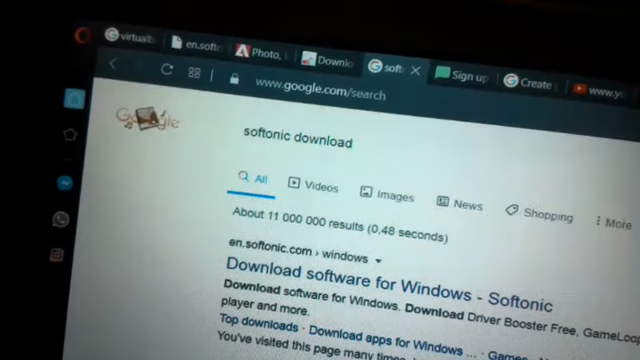 virtualb en.softo Photo, Downlo soft Sign up Create www.yo
www.google.com/search
Google
softonic download
All Videos Images News Shopping More
About 11 000 000 results (0,48 seconds)
en.softonic.com › windows
Download software for Windows - Softonic
Download software for Windows. Download Driver Booster Free, GameLoo
player and more.
Top downloads · Download apps for Windows ... · Games
You've visited this page many times.